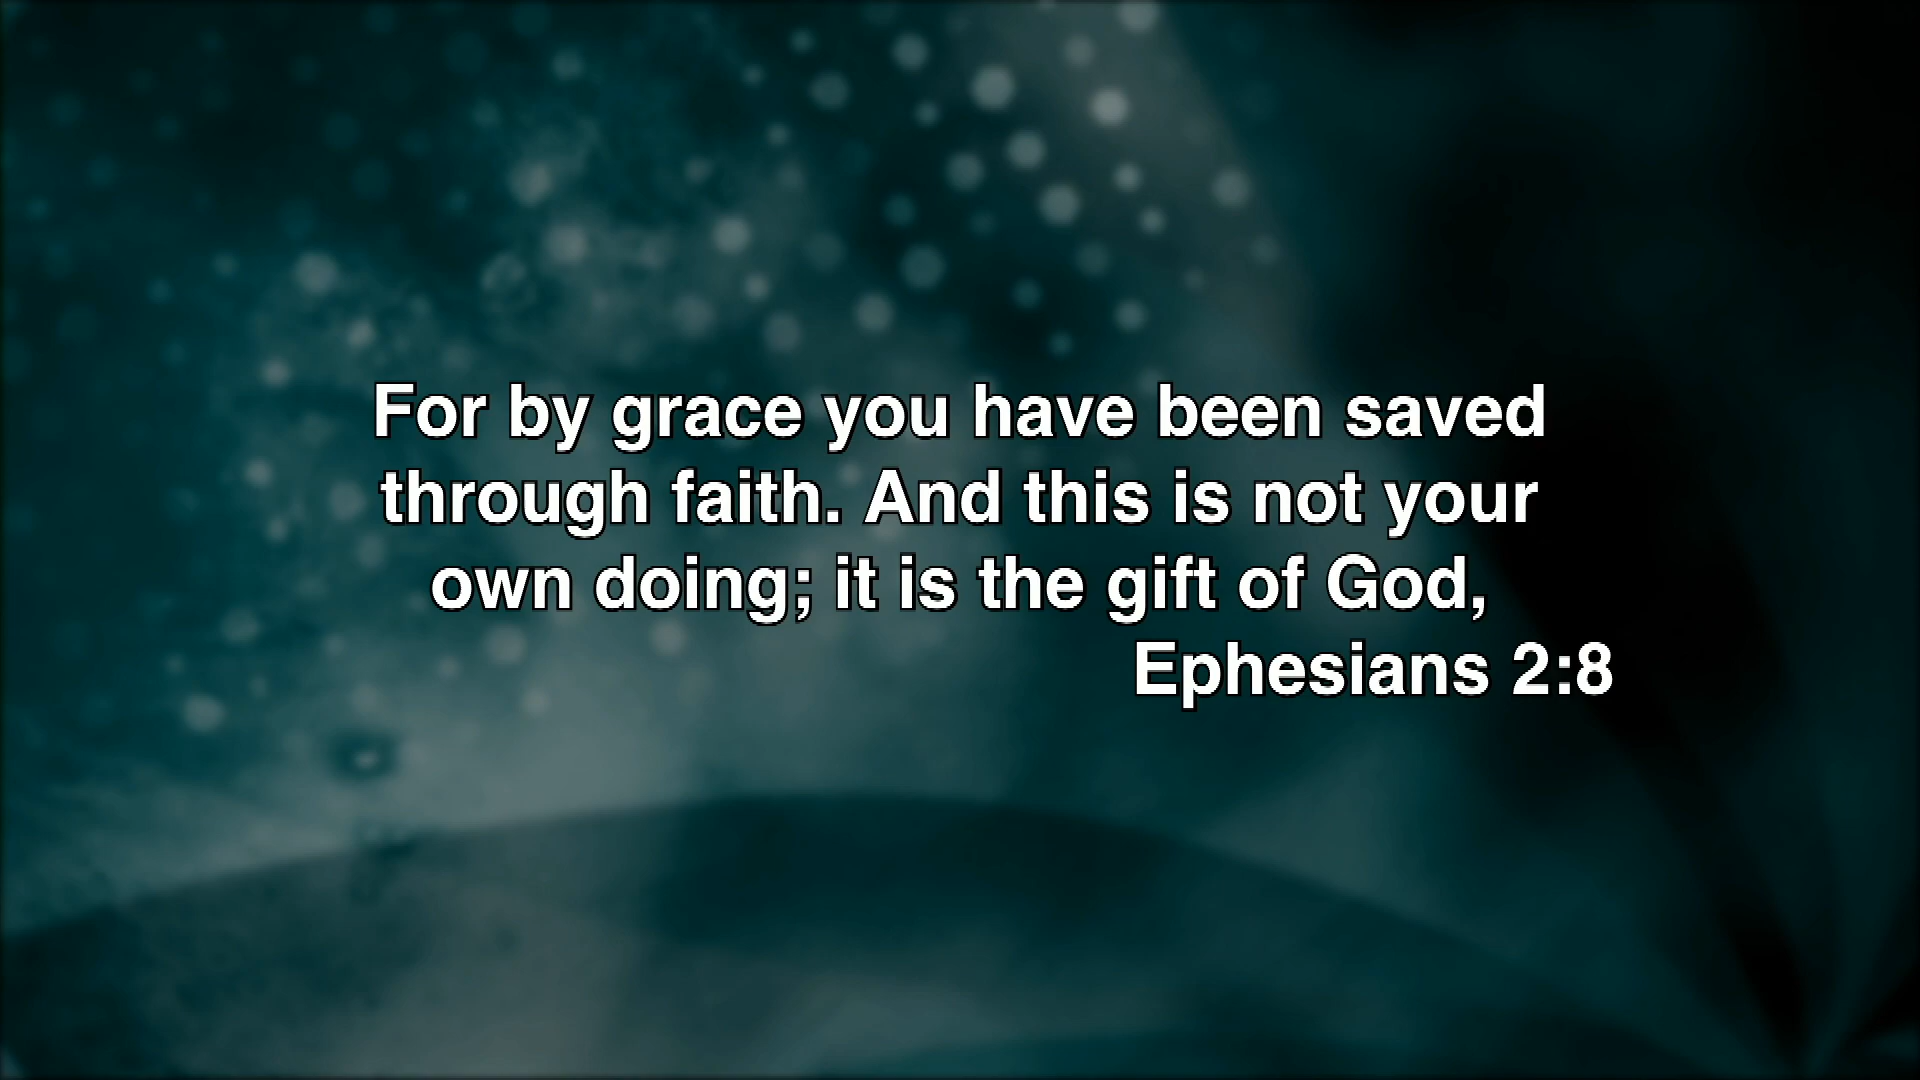 For by grace you have been saved
through faith. And this is not your
own doing; it is the gift of God,
Ephesians 2:8